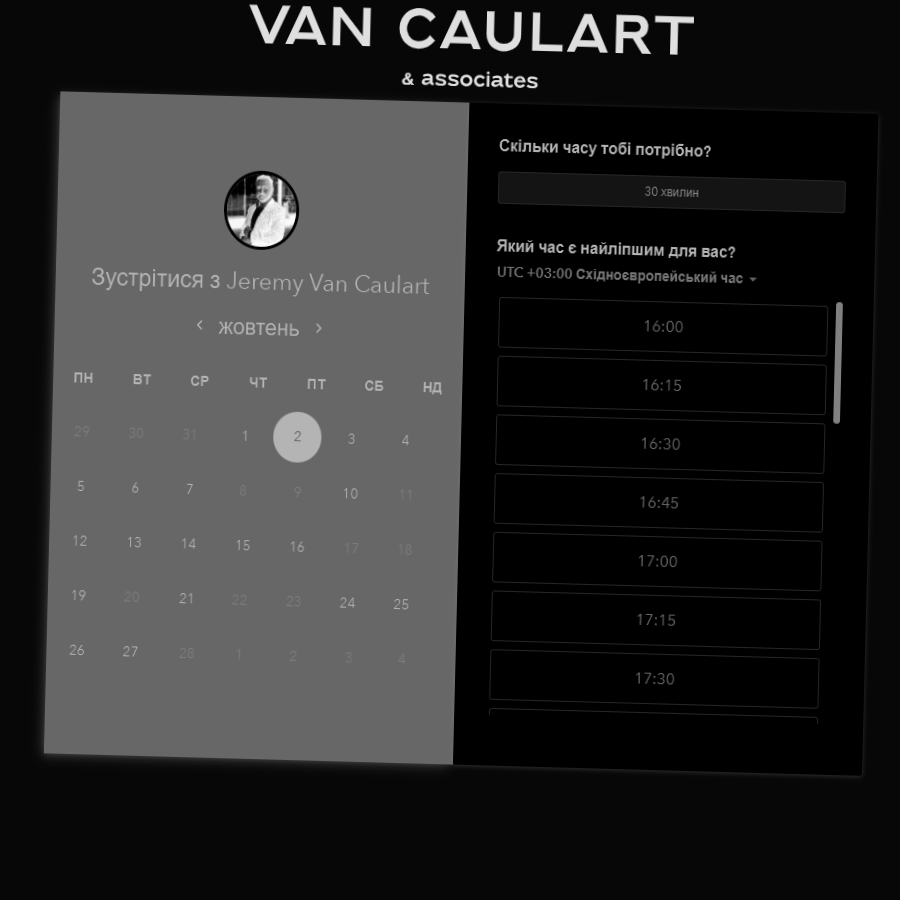 VAN CAULART
& associates
Зустрітися з Jeremy Van Caulart
жовтень
ПН ВТ СР ЧТ ПТ СБ НД
29 30 31 1 2 3 4
5 6 7 8 9 10 11
12 13 14 15 16 17 18
19 20 21 22 23 24 25
26 27 28 1 2 3 4
Скільки часу тобі потрібно?
30 хвилин
Який час є найліпшим для вас?
UTC +03:00 Східноєвропейський час
16:00
16:15
16:30
16:45
17:00
17:15
17:30